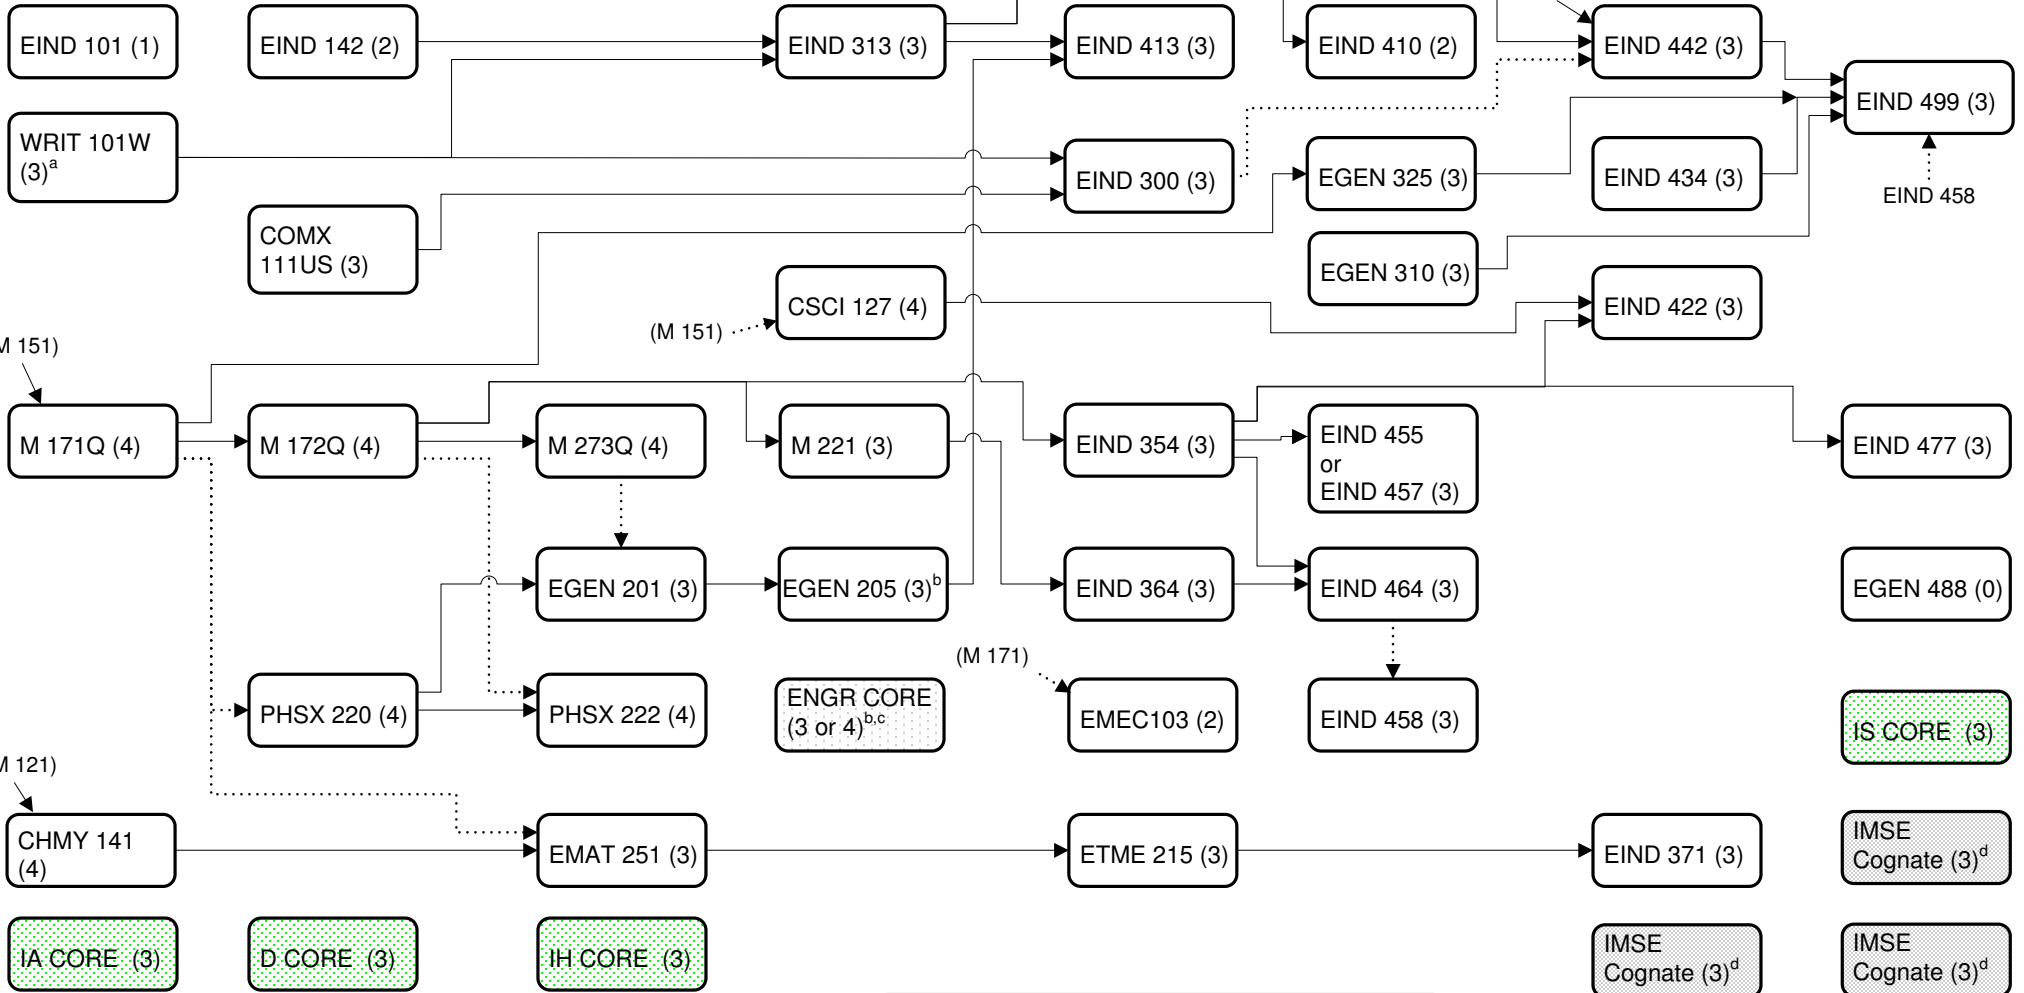 EIND 101 (1)
EIND 142 (2)
EIND 313 (3)
EIND 413 (3)
EIND 410 (2)
EIND 442 (3)
EIND 499 (3)
WRIT 101W
(3)a
EIND 300 (3)
EGEN 325 (3)
EIND 434 (3)
EIND 458
COMX
111US (3)
EGEN 310 (3)
CSCI 127 (4)
EIND 422 (3)
(M 151)
M 151)
M 171Q (4)
M 172Q (4)
M 273Q (4)
M 221 (3)
EIND 354 (3)
EIND 455
or
EIND 457 (3)
EIND 477 (3)
EGEN 201 (3)
EGEN 205 (3)b
EIND 364 (3)
EIND 464 (3)
EGEN 488 (0)
(M 171)
PHSX 220 (4)
PHSX 222 (4)
ENGR CORE
(3 or 4)b,c
EMEC103 (2)
EIND 458 (3)
IS CORE (3)
M 121)
CHMY 141
(4)
EMAT 251 (3)
ETME 215 (3)
EIND 371 (3)
IMSE
Cognate (3)d
IA CORE (3)
D CORE (3)
IH CORE (3)
IMSE
Cognate (3)d
IMSE
Cognate (3)d